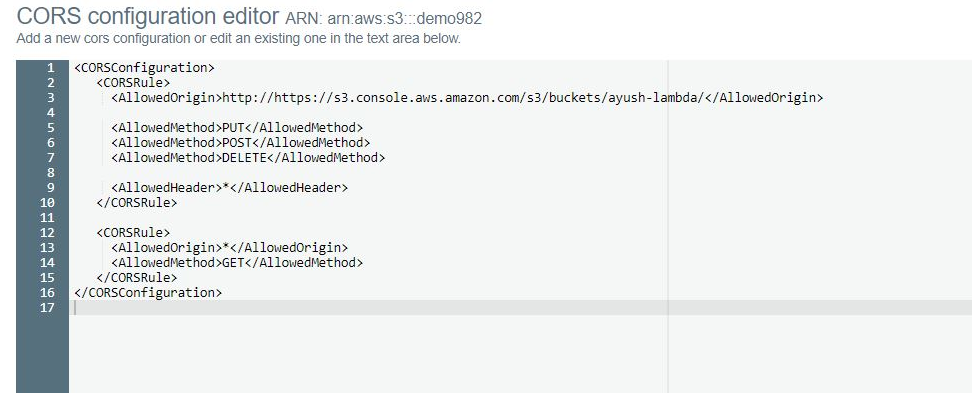 CORS configuration editor ARN: arn:aws:s3:::demo982
Add a new cors configuration or edit an existing one in the text area below.
1 <CORSConfiguration>
2 <CORSRule>
3 <AllowedOrigin>http://https://s3.console.aws.amazon.com/s3/buckets/ayush-lambda/</AllowedOrigin>
4
5 <AllowedMethod>PUT</AllowedMethod>
6 <AllowedMethod>POST</AllowedMethod>
7 <AllowedMethod>DELETE</AllowedMethod>
8
9 <AllowedHeader>*</AllowedHeader>
10 </CORSRule>
11
12 <CORSRule>
13 <AllowedOrigin>*</AllowedOrigin>
14 <AllowedMethod>GET</AllowedMethod>
15 </CORSRule>
16 </CORSConfiguration>
17